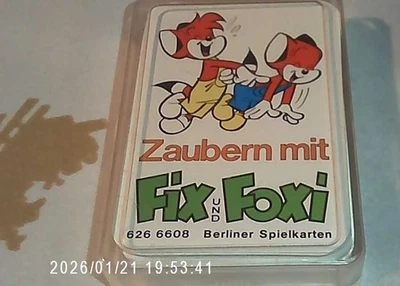 Zaubern mit
Fix UND Foxi
626 6608 Berliner Spielkarten
2026/01/21 19:53:41